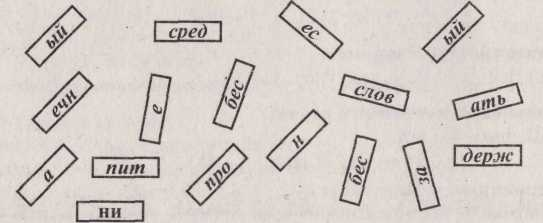 ый
сред
ес
ый
ечн
е
бес
слов
ать
а
пит
про
н
бес
за
держ
ни